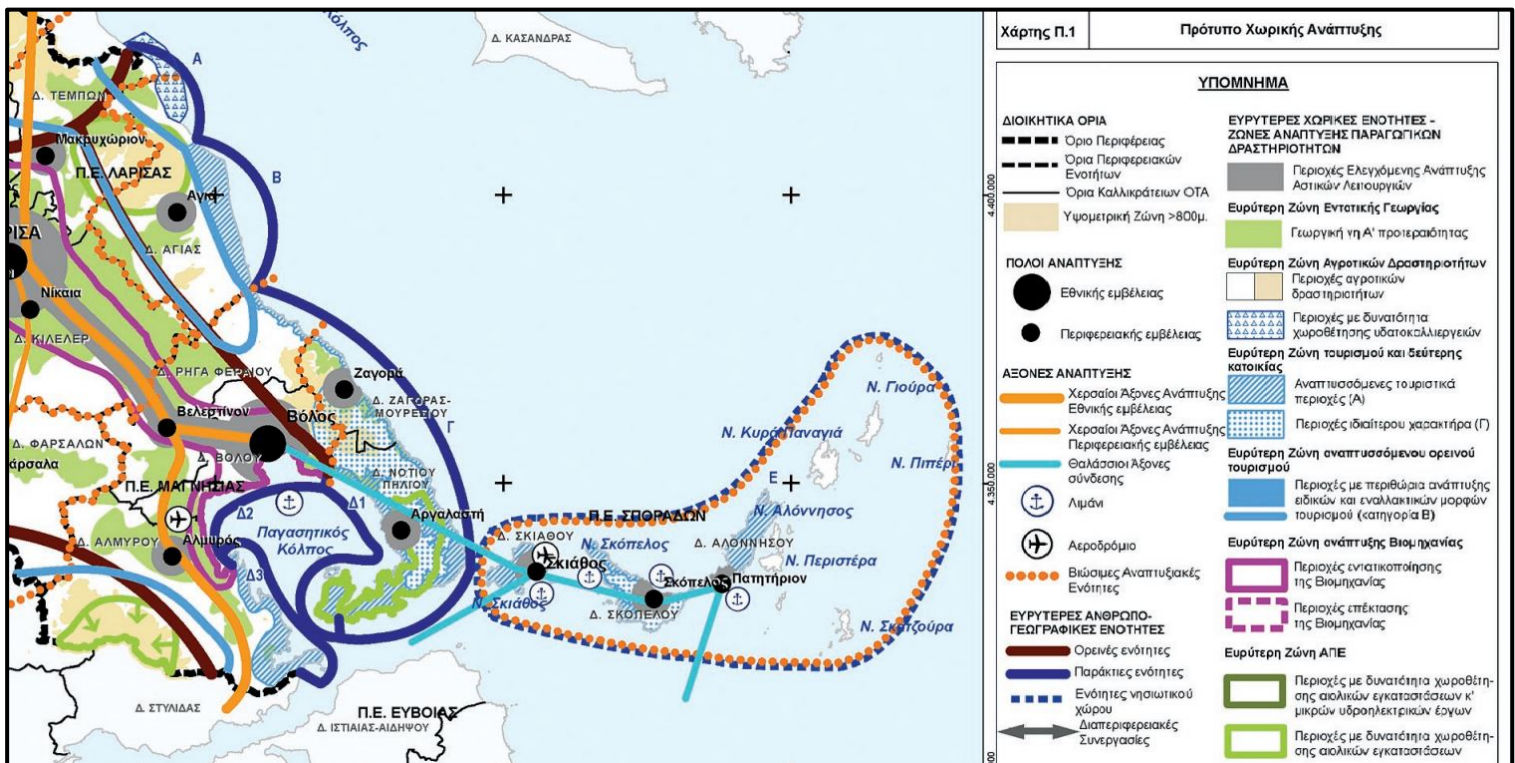 Κόλπος
Δ. ΚΑΣΑΝΔΡΑΣ
Α
Δ. ΤΕΜΠΩΝ
Μακρυχώριον
Π.Ε. ΛΑΡΙΣΑΣ
Β
Αγιά
ΡΙΣΑ
Δ. ΑΓΙΑΣ
Νίκαια
Δ. ΚΙΛΕΛΕΡ
Δ. ΡΗΓΑ ΦΕΡΑΙΟΥ
Ζαγορά
Ν. Γιούρα
Βελεστίνον
Βόλος
Δ. ΖΑΓΟΡΑΣ-
ΜΟΥΡΕΣΙΟΥ
Γ
Ν. Κυρά Παναγιά
Δ. ΦΑΡΣΑΛΩΝ
Δ. ΒΟΛΟΥ
άρσαλα
Ν. Πιπέρι
Δ. ΝΟΤΙΟΥ
ΠΗΛΙΟΥ
Ε
Π.Ε. ΜΑΓΝΗΣΙΑΣ
Δ1
Δ2
Αργαλαστή
Π.Ε. ΣΠΟΡΑΔΩΝ
Ν. Αλόννησος
Παγασητικός
Κόλπος
Δ. ΑΛΜΥΡΟΥ
Αλμυρός
Δ. ΣΚΙΑΘΟΥ
Ν. Σκόπελος
Δ. ΑΛΟΝΝΗΣΟΥ
Ν. Περιστέρα
Δ3
Σκιάθος
Σκόπελος
Πατητήριον
Ν. Σκιάθος
Δ. ΣΚΟΠΕΛΟΥ
Ν. Σκατζούρα
Δ. ΣΤΥΛΙΔΑΣ
Π.Ε. ΕΥΒΟΙΑΣ
Δ. ΙΣΤΙΑΙΑΣ-ΑΙΔΗΨΟΥ
4.400.000
4.350.000
Χάρτης Π.1
Πρότυπο Χωρικής Ανάπτυξης
ΥΠΟΜΝΗΜΑ
ΔΙΟΙΚΗΤΙΚΑ ΟΡΙΑ
Όριο Περιφέρειας
Όρια Περιφερειακών
Ενοτήτων
Όρια Καλλικράτειων ΟΤΑ
Υψομετρική Ζώνη >800μ.
ΠΟΛΟΙ ΑΝΑΠΤΥΞΗΣ
Εθνικής εμβέλειας
Περιφερειακής εμβέλειας
ΑΞΟΝΕΣ ΑΝΑΠΤΥΞΗΣ
Χερσαίοι Άξονες Ανάπτυξης
Εθνικής εμβέλειας
Χερσαίοι Άξονες Ανάπτυξης
Περιφερειακής εμβέλειας
Θαλάσσιοι Άξονες
σύνδεσης
Λιμάνι
Αεροδρόμιο
Βιώσιμες Αναπτυξιακές
Ενότητες
ΕΥΡΥΤΕΡΕΣ ΑΝΘΡΩΠΟ-
ΓΕΩΓΡΑΦΙΚΕΣ ΕΝΟΤΗΤΕΣ
Ορεινές ενότητες
Παράκτιες ενότητες
Ενότητες νησιωτικού
χώρου
Διαπεριφερειακές
Συνεργασίες
ΕΥΡΥΤΕΡΕΣ ΧΩΡΙΚΕΣ ΕΝΟΤΗΤΕΣ –
ΖΩΝΕΣ ΑΝΑΠΤΥΞΗΣ ΠΑΡΑΓΩΓΙΚΩΝ
ΔΡΑΣΤΗΡΙΟΤΗΤΩΝ
Περιοχές Ελεγχόμενης Ανάπτυξης
Αστικών Λειτουργιών
Ευρύτερη Ζώνη Εντατικής Γεωργίας
Γεωργική γη Α' προτεραιότητας
Ευρύτερη Ζώνη Αγροτικών Δραστηριοτήτων
Περιοχές αγροτικών
δραστηριοτήτων
Περιοχές με δυνατότητα
χωροθέτησης υδατοκαλλιεργειών
Ευρύτερη Ζώνη τουρισμού και δεύτερης
κατοικίας
Αναπτυσσόμενες τουριστικά
περιοχές (Α)
Περιοχές ιδιαίτερου χαρακτήρα (Γ)
Ευρύτερη Ζώνη αναπτυσσόμενου ορεινού
τουρισμού
Περιοχές με περιθώρια ανάπτυξης
ειδικών και εναλλακτικών μορφών
τουρισμού (κατηγορία Β)
Ευρύτερη Ζώνη ανάπτυξης Βιομηχανίας
Περιοχές εντατικοποίησης
της Βιομηχανίας
Περιοχές επέκτασης
της Βιομηχανίας
Ευρύτερη Ζώνη ΑΠΕ
Περιοχές με δυνατότητα χωροθέτη-
σης αιολικών εγκαταστάσεων κ'
μικρών υδροηλεκτρικών έργων
Περιοχές με δυνατότητα χωροθέτη-
σης αιολικών εγκαταστάσεων